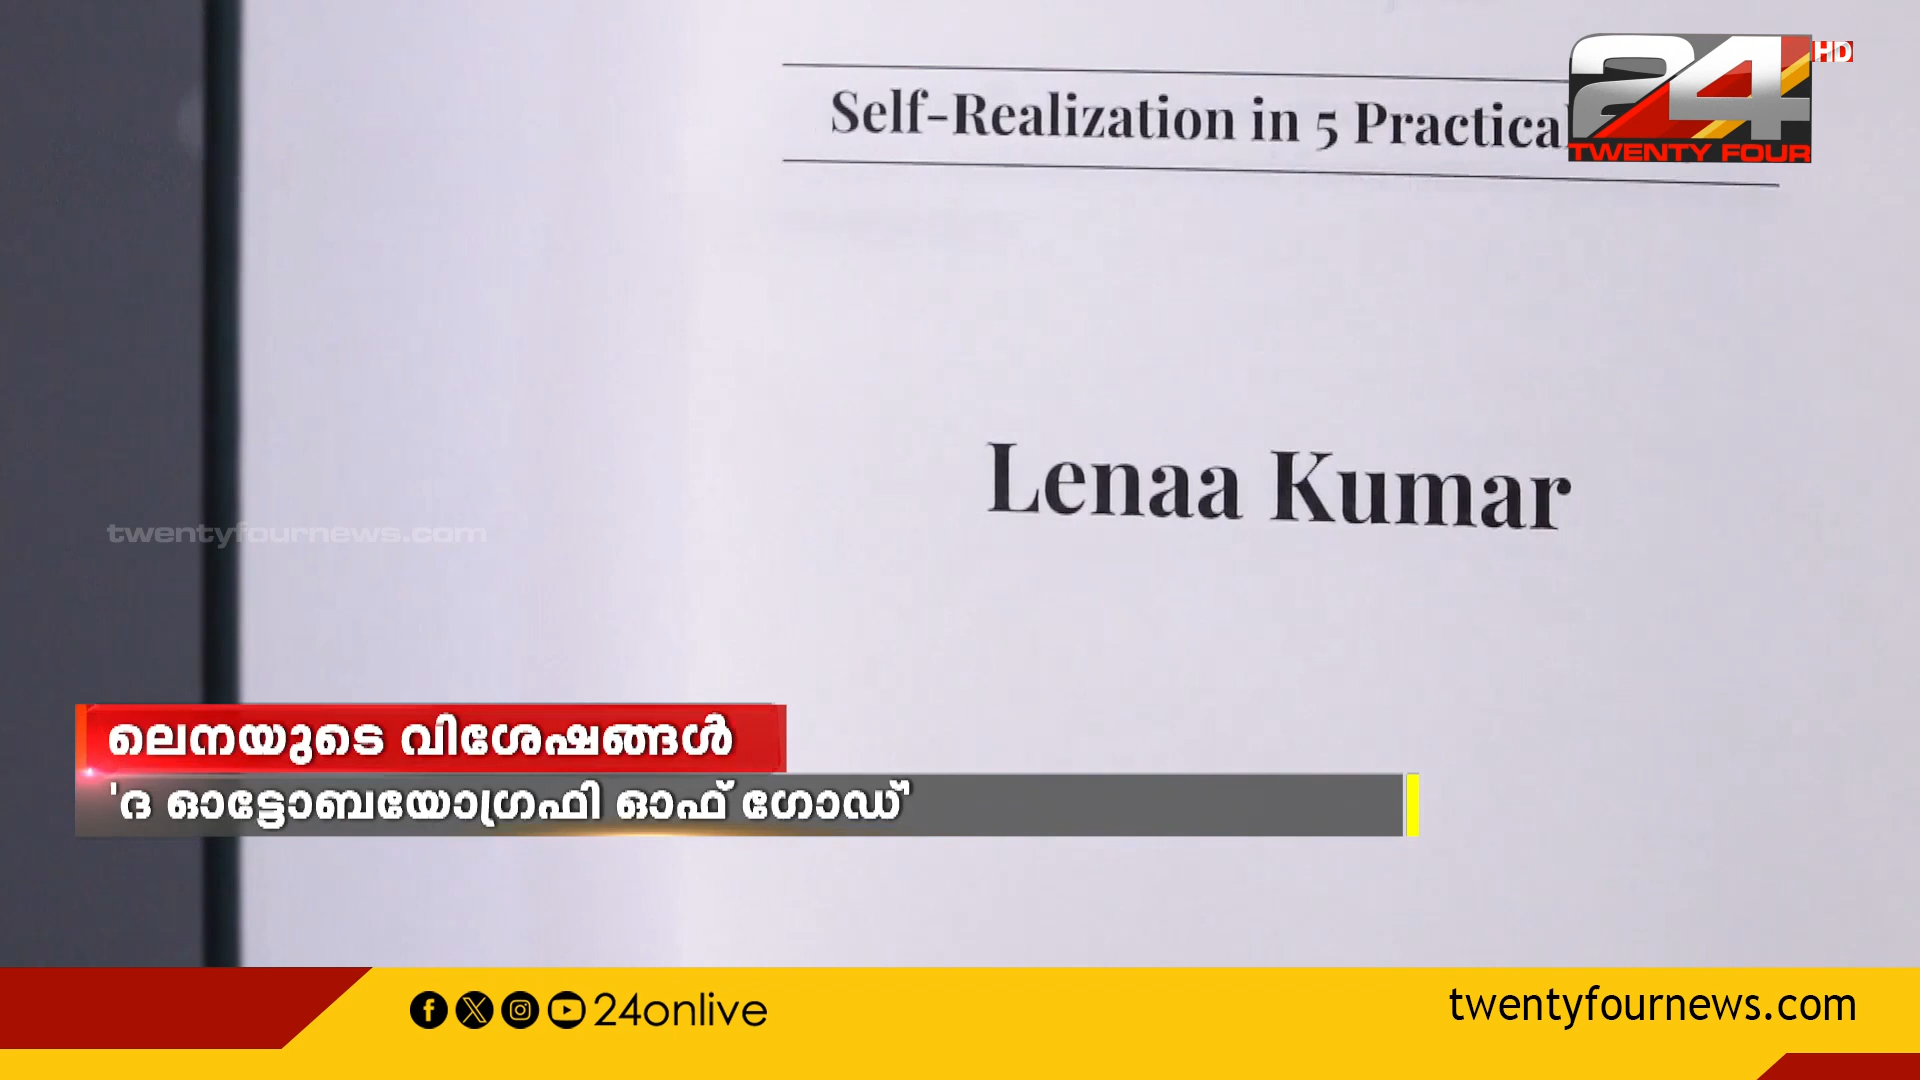 Self-Realization in 5 Practical
24 HD
TWENTY FOUR
Lenaa Kumar
twentyfournews.com
ലെനയുടെ വിശേഷങ്ങൾ
'ദ ഓട്ടോബയോഗ്രഫി ഓഫ് ഗോഡ്'
24onlive
twentyfournews.com